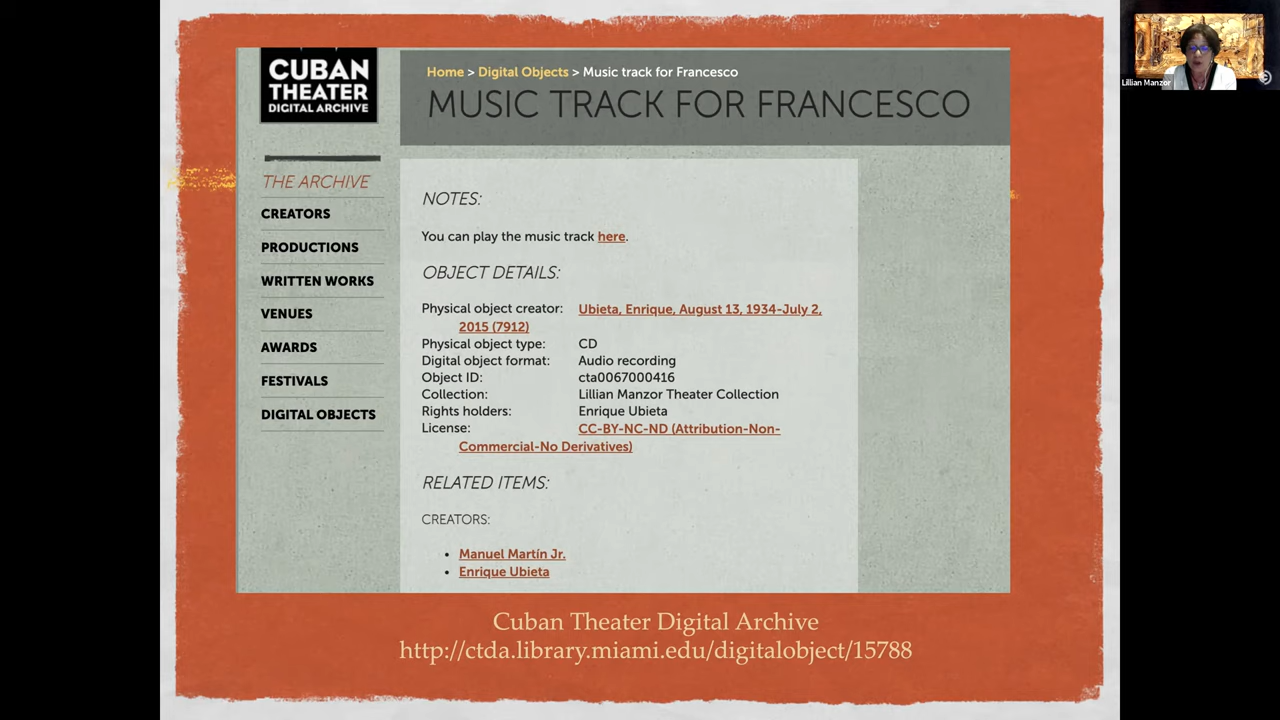 CUBAN
THEATER
DIGITAL ARCHIVE
THE ARCHIVE
CREATORS
PRODUCTIONS
WRITTEN WORKS
VENUES
AWARDS
FESTIVALS
DIGITAL OBJECTS
Home > Digital Objects > Music track for Francesco
MUSIC TRACK FOR FRANCESCO
NOTES:
You can play the music track here.
OBJECT DETAILS:
Physical object creator: Ubieta, Enrique, August 13, 1934-July 2,
2015 (7912)
Physical object type: CD
Digital object format: Audio recording
Object ID: cta0067000416
Collection: Lillian Manzor Theater Collection
Rights holders: Enrique Ubieta
License: CC-BY-NC-ND (Attribution-Non-
Commercial-No Derivatives)
RELATED ITEMS:
CREATORS:
• Manuel Martín Jr.
• Enrique Ubieta
Cuban Theater Digital Archive
http://ctda.library.miami.edu/digitalobject/15788
Lillian Manzor